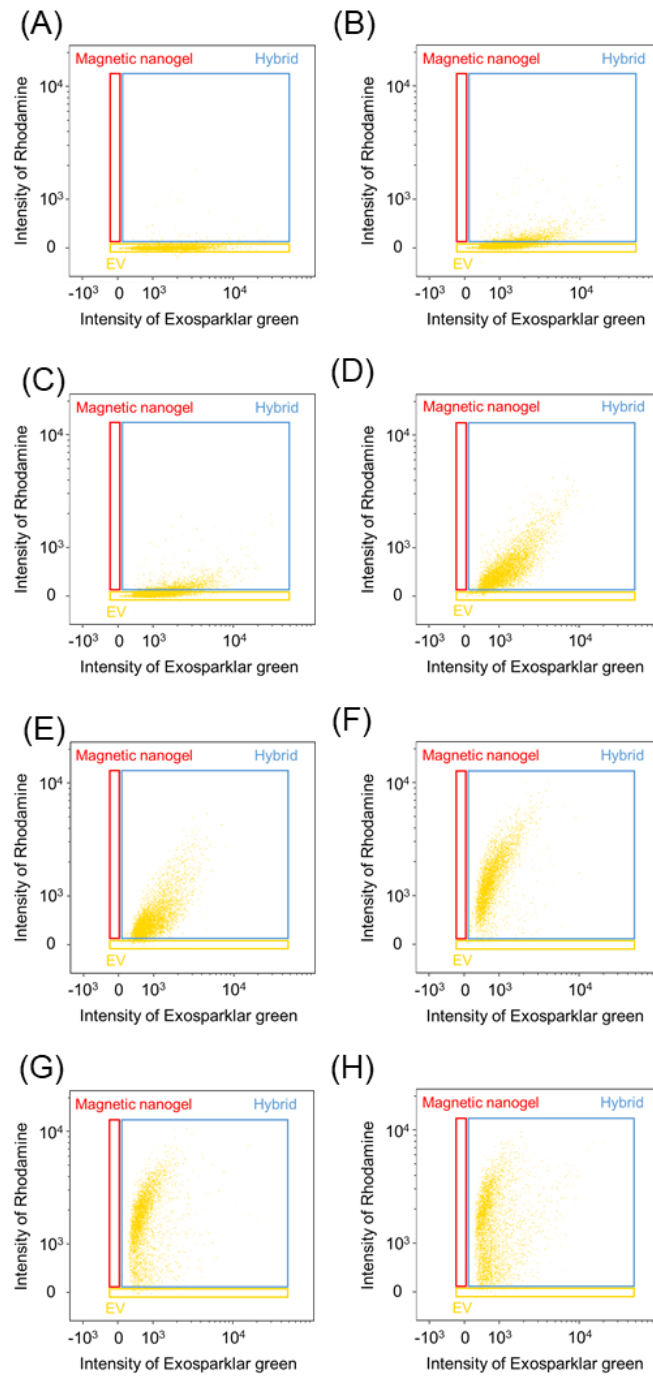 (A)
Magnetic nanogel Hybrid
Intensity of Rhodamine
10⁴
10³
0
EV
-10³ 0 10³ 10⁴
Intensity of Exosparklar green
(B)
Magnetic nanogel Hybrid
Intensity of Rhodamine
10⁴
10³
0
EV
-10³ 0 10³ 10⁴
Intensity of Exosparklar green
(C)
Magnetic nanogel Hybrid
Intensity of Rhodamine
10⁴
10³
0
EV
-10³ 0 10³ 10⁴
Intensity of Exosparklar green
(D)
Magnetic nanogel Hybrid
Intensity of Rhodamine
10⁴
10³
0
EV
-10³ 0 10³ 10⁴
Intensity of Exosparklar green
(E)
Magnetic nanogel Hybrid
Intensity of Rhodamine
10⁴
10³
0
EV
-10³ 0 10³ 10⁴
Intensity of Exosparklar green
(F)
Magnetic nanogel Hybrid
Intensity of Rhodamine
10⁴
10³
0
EV
-10³ 0 10³ 10⁴
Intensity of Exosparklar green
(G)
Magnetic nanogel Hybrid
Intensity of Rhodamine
10⁴
10³
0
EV
-10³ 0 10³ 10⁴
Intensity of Exosparklar green
(H)
Magnetic nanogel Hybrid
Intensity of Rhodamine
10⁴
10³
0
EV
-10³ 0 10³ 10⁴
Intensity of Exosparklar green